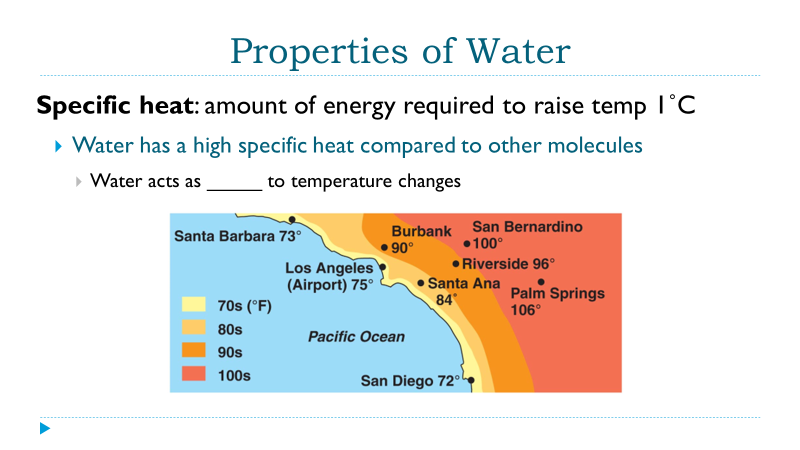 Properties of Water
Specific heat: amount of energy required to raise temp 1˚C
Water has a high specific heat compared to other molecules
Water acts as _____ to temperature changes
Santa Barbara 73°
Burbank
90°
San Bernardino
100°
Riverside 96°
Los Angeles
(Airport) 75°
Santa Ana
84°
Palm Springs
106°
70s (°F)
80s
90s
100s
Pacific Ocean
San Diego 72°